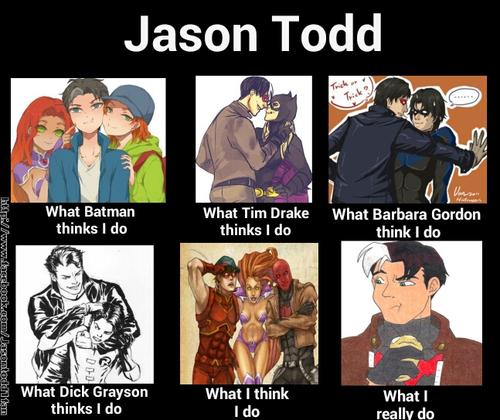 Jason Todd
What Batman
thinks I do
What Tim Drake
thinks I do
Trick or
Trick?
.......
What Barbara Gordon
think I do
What Dick Grayson
thinks I do
What I think
I do
What I
really do